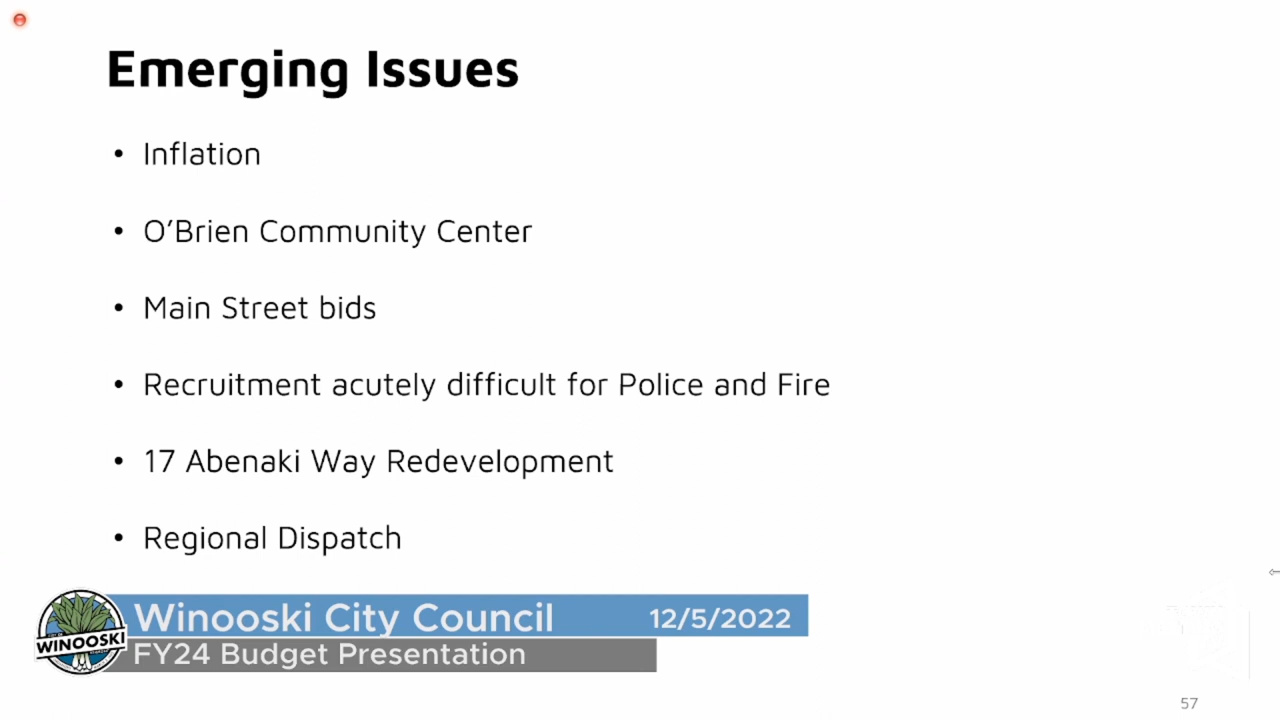 Emerging Issues
• Inflation
• O’Brien Community Center
• Main Street bids
• Recruitment acutely difficult for Police and Fire
• 17 Abenaki Way Redevelopment
• Regional Dispatch
Winooski City Council 12/5/2022
FY24 Budget Presentation
WINOOSKI
57